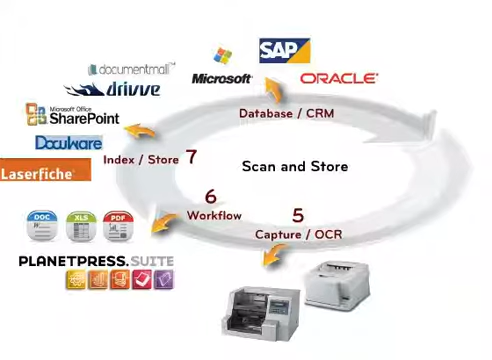 documentmall™
drivve
Microsoft Office
SharePoint
DocuWare
Laserfiche®
Microsoft®
SAP
ORACLE®
Database / CRM
Index / Store 7
Scan and Store
6
Workflow
5
Capture / OCR
DOC
XLS
PDF
PLANETPRESS.SUITE